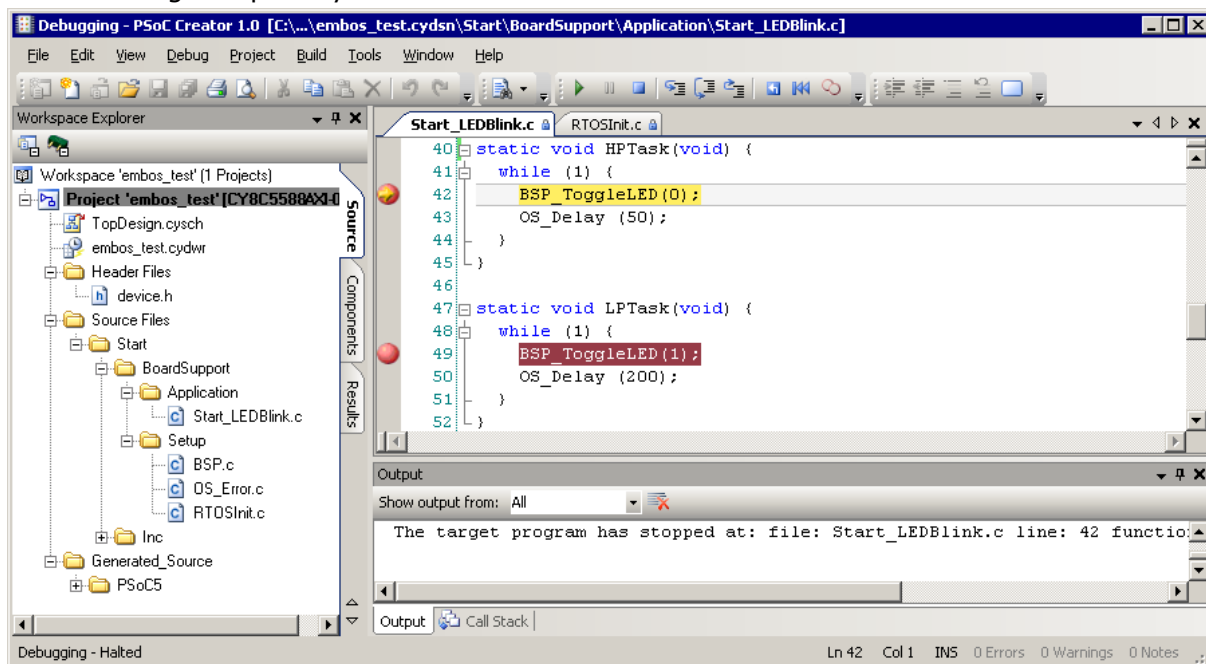 Debugging - PSoC Creator 1.0 [C:\...\embos_test.cydsn\Start\BoardSupport\Application\Start_LEDBlink.c]
File Edit View Debug Project Build Tools Window Help
Workspace Explorer
Workspace 'embos_test' (1 Projects)
Project 'embos_test' [CY8C5588AXI-0
TopDesign.cysch
embos_test.cydwr
Header Files
device.h
Source Files
Start
BoardSupport
Application
Start_LEDBlink.c
Setup
BSP.c
OS_Error.c
RTOSInit.c
Inc
Generated_Source
PSoC5
Source
Components
Results
Start_LEDBlink.c RTOSInit.c
40 static void HPTask(void) {
41 while (1) {
42 BSP_ToggleLED(0);
43 OS_Delay (50);
44 }
45 }
46
47 static void LPTask(void) {
48 while (1) {
49 BSP_ToggleLED(1);
50 OS_Delay (200);
51 }
52 }
Output
Show output from: All
The target program has stopped at: file: Start_LEDBlink.c line: 42 functio
Output Call Stack
Debugging - Halted Ln 42 Col 1 INS 0 Errors 0 Warnings 0 Notes